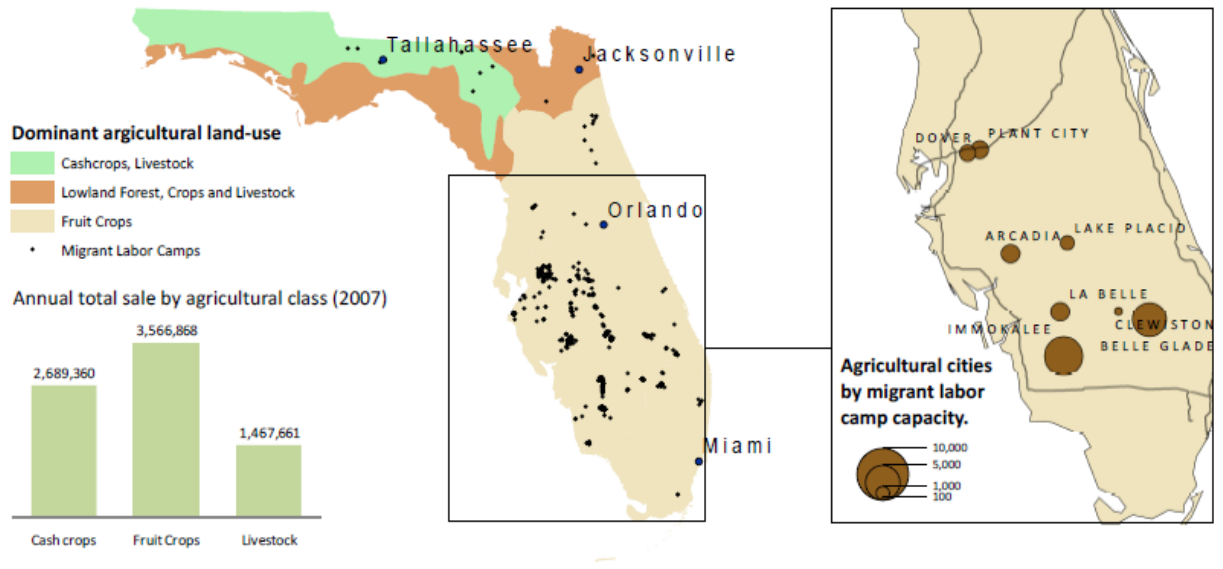 Tallahassee
Jacksonville
Dominant argicultural land-use
Cashcrops, Livestock
Lowland Forest, Crops and Livestock
Fruit Crops
Migrant Labor Camps
Orlando
Miami
Annual total sale by agricultural class (2007)
2,689,360
3,566,868
1,467,661
Cash crops
Fruit Crops
Livestock
DOVER
PLANT CITY
ARCADIA
LAKE PLACID
LA BELLE
IMMOKALEE
CLEWISTON
BELLE GLADE
Agricultural cities
by migrant labor
camp capacity.
10,000
5,000
1,000
100